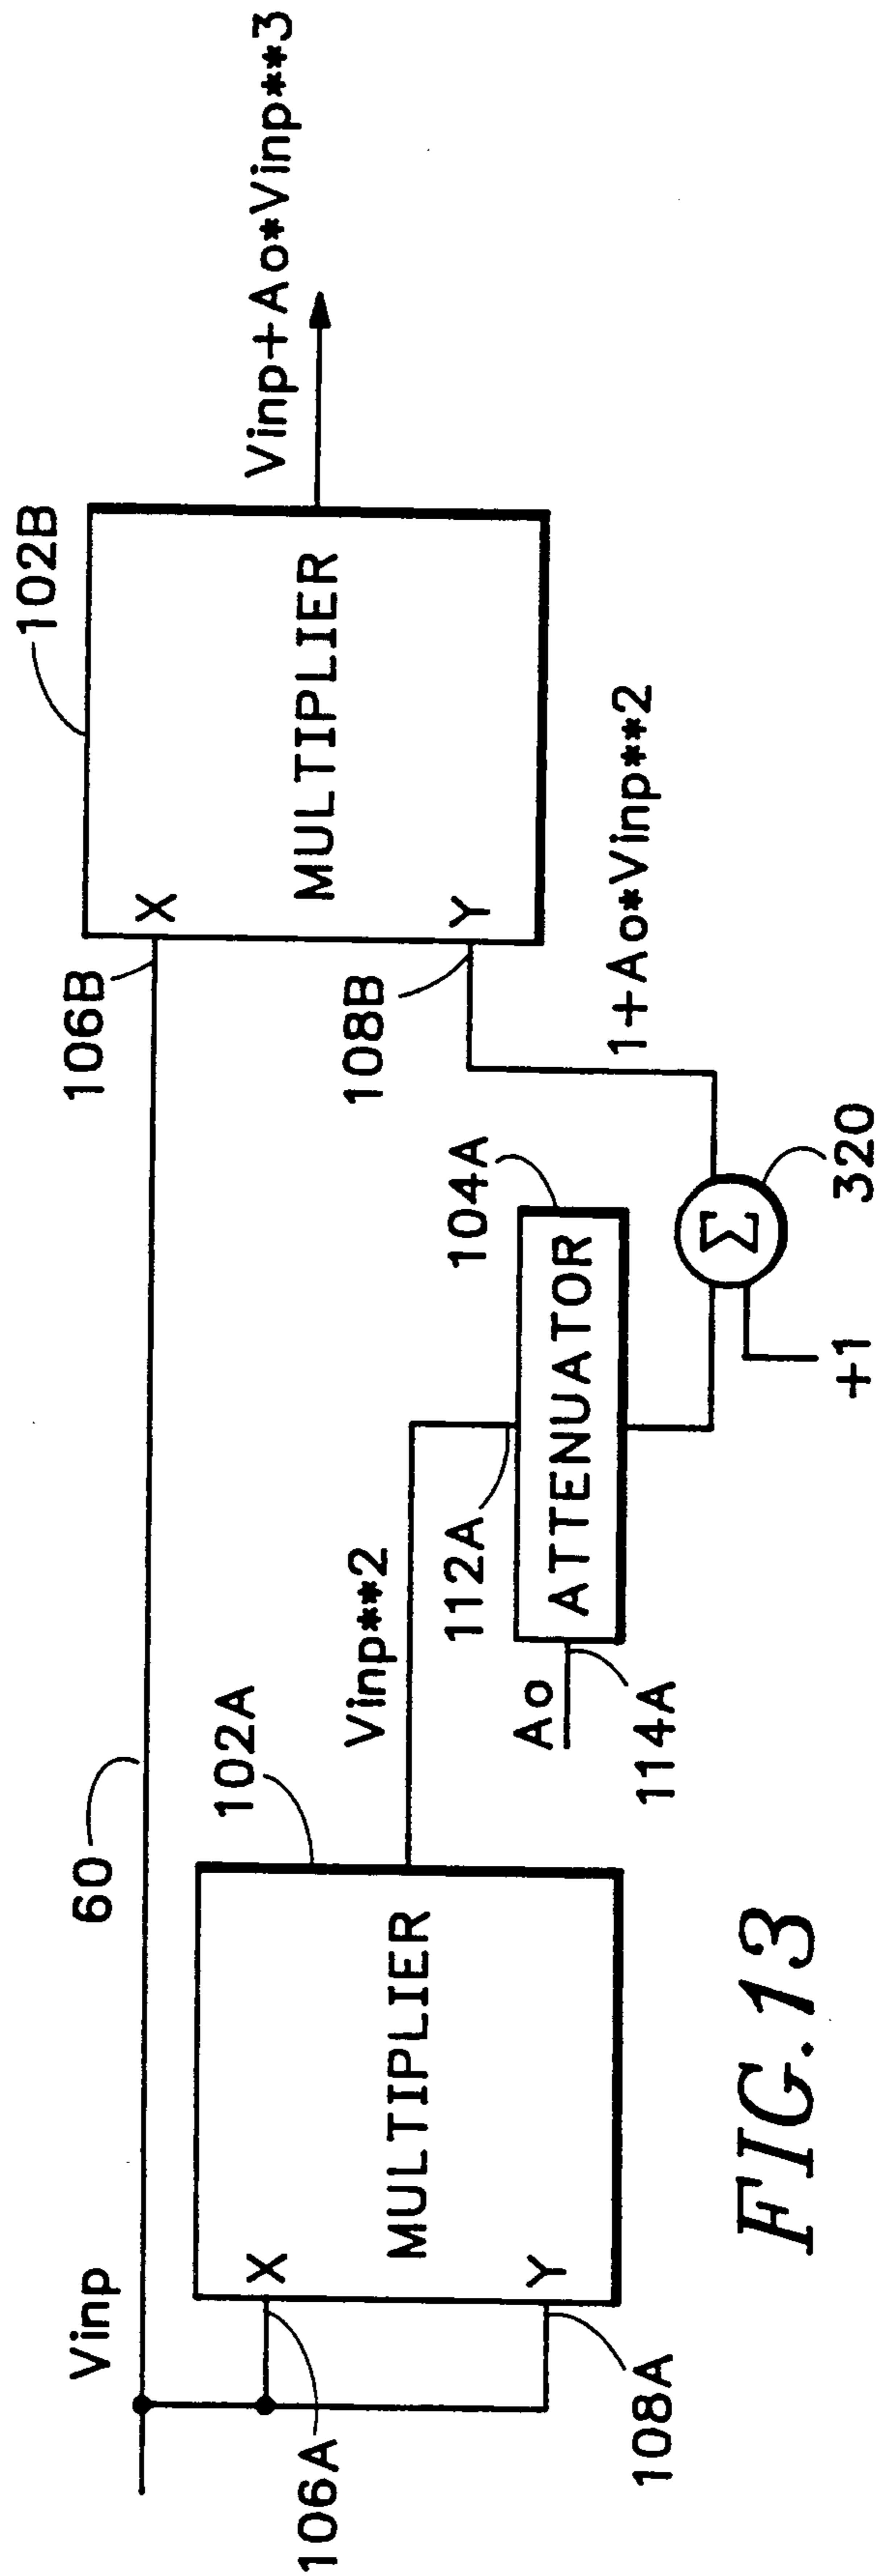 Vinp
60
106A
X
MULTIPLIER
Y
108A
102A
Vinp**2
112A
Ao
114A
ATTENUATOR
104A
Σ
320
+1
1+Ao*Vinp**2
106B
108B
X
MULTIPLIER
Y
102B
Vinp+Ao*Vinp**3
FIG. 13